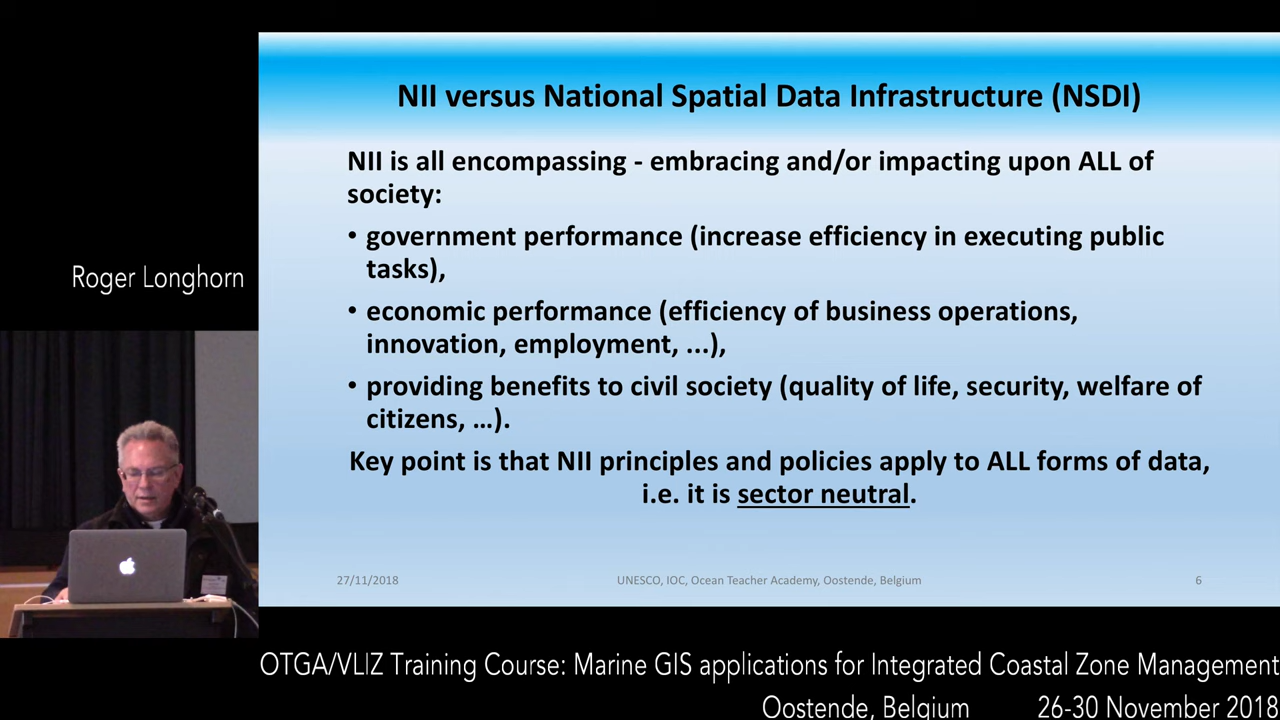 NII versus National Spatial Data Infrastructure (NSDI)
NII is all encompassing - embracing and/or impacting upon ALL of
society:
• government performance (increase efficiency in executing public
tasks),
• economic performance (efficiency of business operations,
innovation, employment, ...),
• providing benefits to civil society (quality of life, security, welfare of
citizens, …).
Key point is that NII principles and policies apply to ALL forms of data,
i.e. it is sector neutral.
27/11/2018
UNESCO, IOC, Ocean Teacher Academy, Oostende, Belgium
6
Roger Longhorn
OTGA/VLIZ Training Course: Marine GIS applications for Integrated Coastal Zone Management
Oostende, Belgium 26-30 November 2018